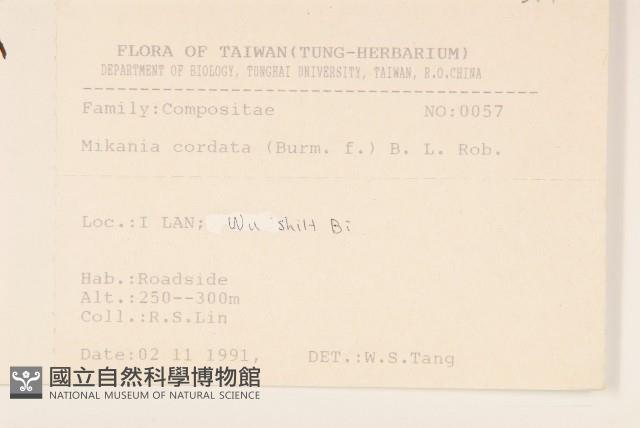 FLORA OF TAIWAN(TUNG-HERBARIUM)
DEPARTMENT OF BIOLOGY, TUNGHAI UNIVERSITY, TAIWAN, R.O.CHINA
Family:Compositae NO:0057
Mikania cordata (Burm. f.) B. L. Rob.
Loc.:I LAN; Wu shih Bi
Hab.:Roadside
Alt.:250--300m
Coll.:R.S.Lin
Date:02 11 1991, DET.:W.S.Tang
國立自然科學博物館
NATIONAL MUSEUM OF NATURAL SCIENCE